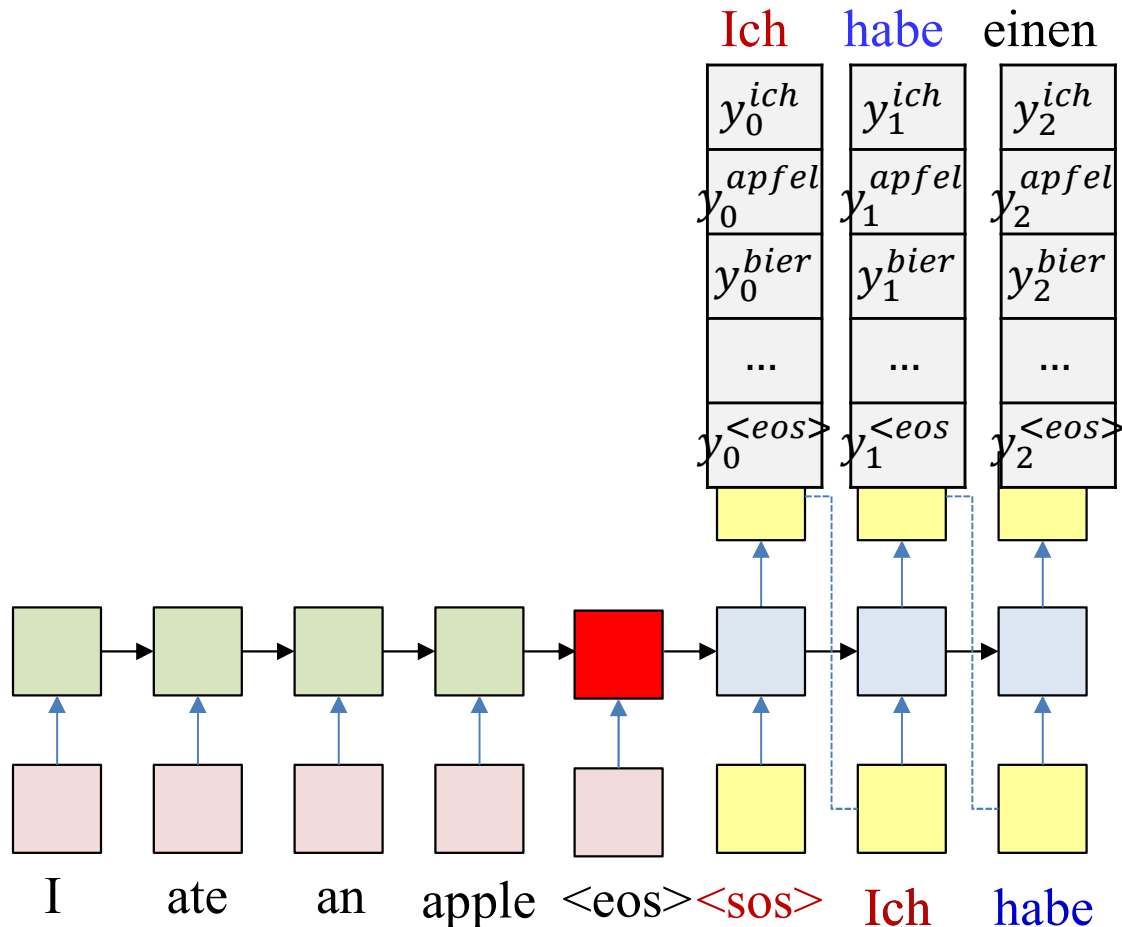 Ich habe einen
y_0^{ich} y_1^{ich} y_2^{ich}
y_0^{apfel} y_1^{apfel} y_2^{apfel}
y_0^{bier} y_1^{bier} y_2^{bier}
... ... ...
y_0^{<eos>} y_1^{<eos} y_2^{<eos>}
I ate an apple <eos> <sos> Ich habe